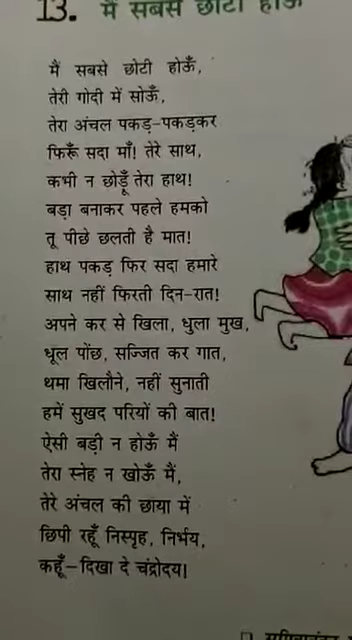 13. मैं सबसे छोटी होऊँ
मैं सबसे छोटी होऊँ,
तेरी गोदी में सोऊँ,
तेरा अंचल पकड़-पकड़कर
फिरूँ सदा माँ! तेरे साथ,
कभी न छोड़ूँ तेरा हाथ!
बड़ा बनाकर पहले हमको
तू पीछे छलती है मात!
हाथ पकड़ फिर सदा हमारे
साथ नहीं फिरती दिन-रात!
अपने कर से खिला, धुला मुख,
धूल पोंछ, सज्जित कर गात,
थमा खिलौने, नहीं सुनाती
हमें सुखद परियों की बात!
ऐसी बड़ी न होऊँ मैं
तेरा स्नेह न खोऊँ मैं,
तेरे अंचल की छाया में
छिपी रहूँ निस्पृह, निर्भय,
कहूँ-दिखा दे चंद्रोदय।